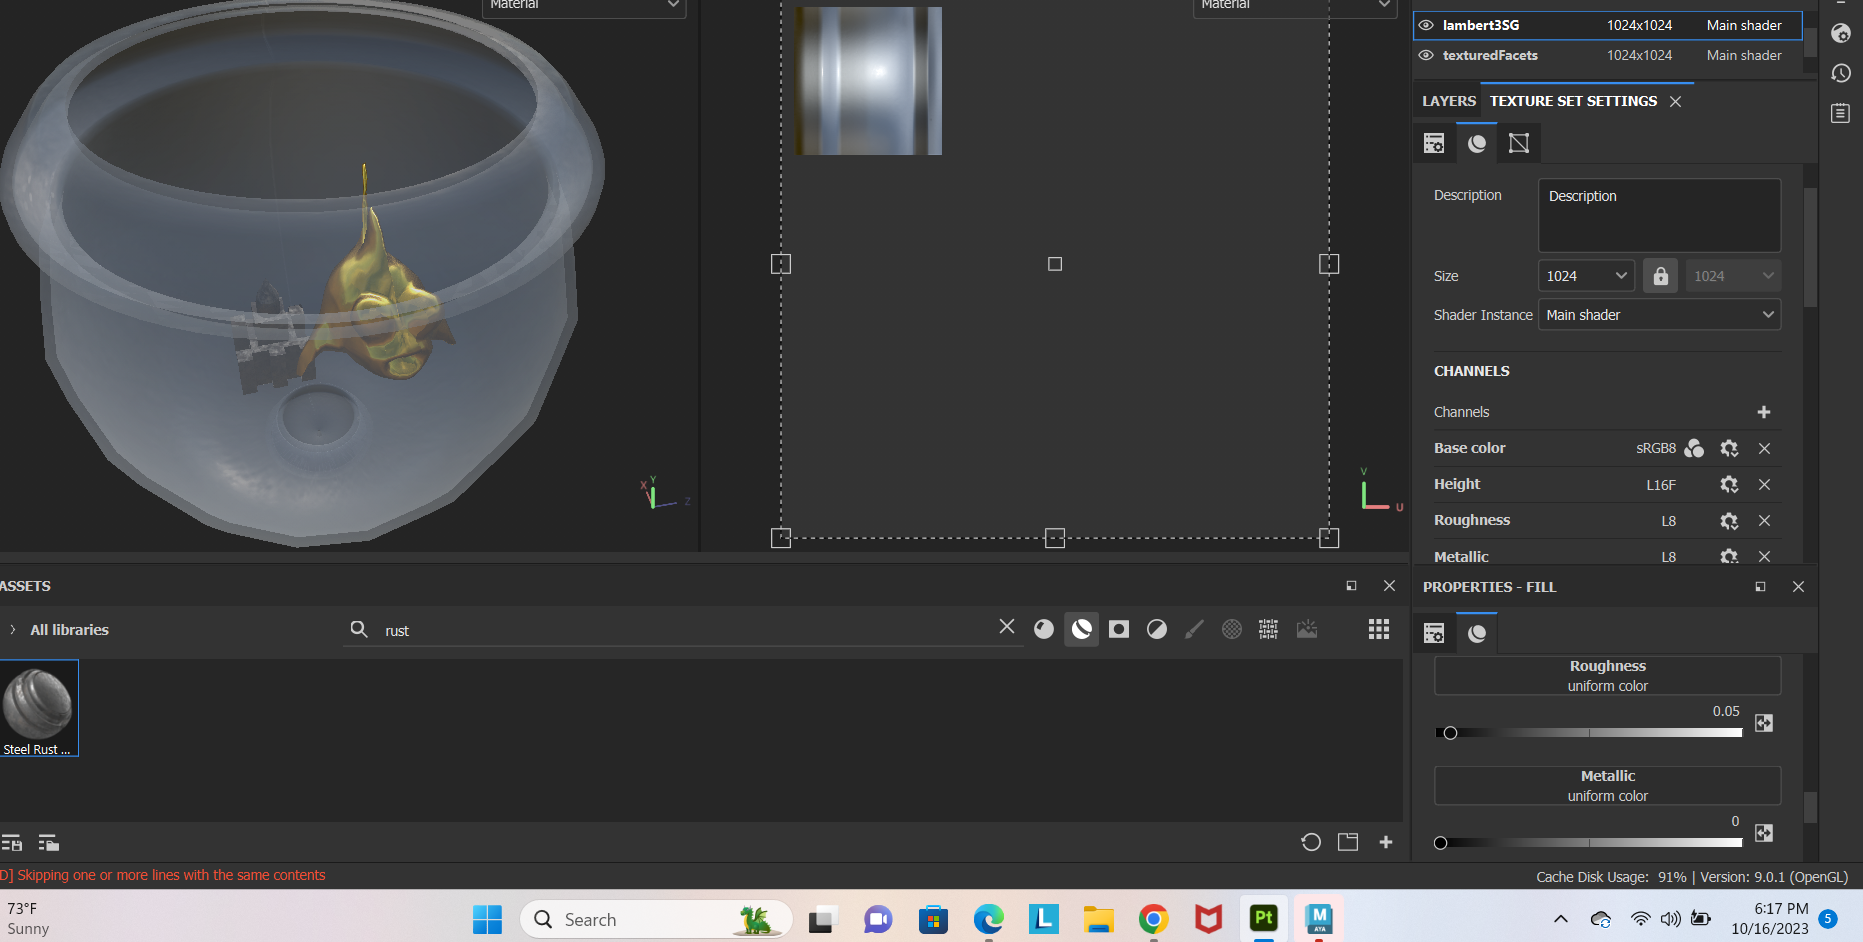 Material
Material
lambert3SG 1024x1024 Main shader
texturedFacets 1024x1024 Main shader
LAYERS TEXTURE SET SETTINGS
Description Description
Size 1024 1024
Shader Instance Main shader
CHANNELS
Channels
Base color sRGB8
Height L16F
Roughness L8
Metallic L8
X Y Z
V
U
ASSETS
All libraries
rust
Steel Rust ...
PROPERTIES - FILL
Roughness
uniform color
0.05
Metallic
uniform color
0
D] Skipping one or more lines with the same contents
Cache Disk Usage: 91% | Version: 9.0.1 (OpenGL)
73°F
Sunny
Search
L
Pt
M
AYA
6:17 PM
10/16/2023
5